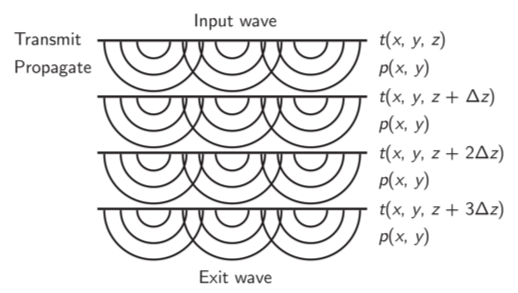 Input wave
Transmit t(x, y, z)
Propagate p(x, y)
t(x, y, z + Δz)
p(x, y)
t(x, y, z + 2Δz)
p(x, y)
t(x, y, z + 3Δz)
p(x, y)
Exit wave